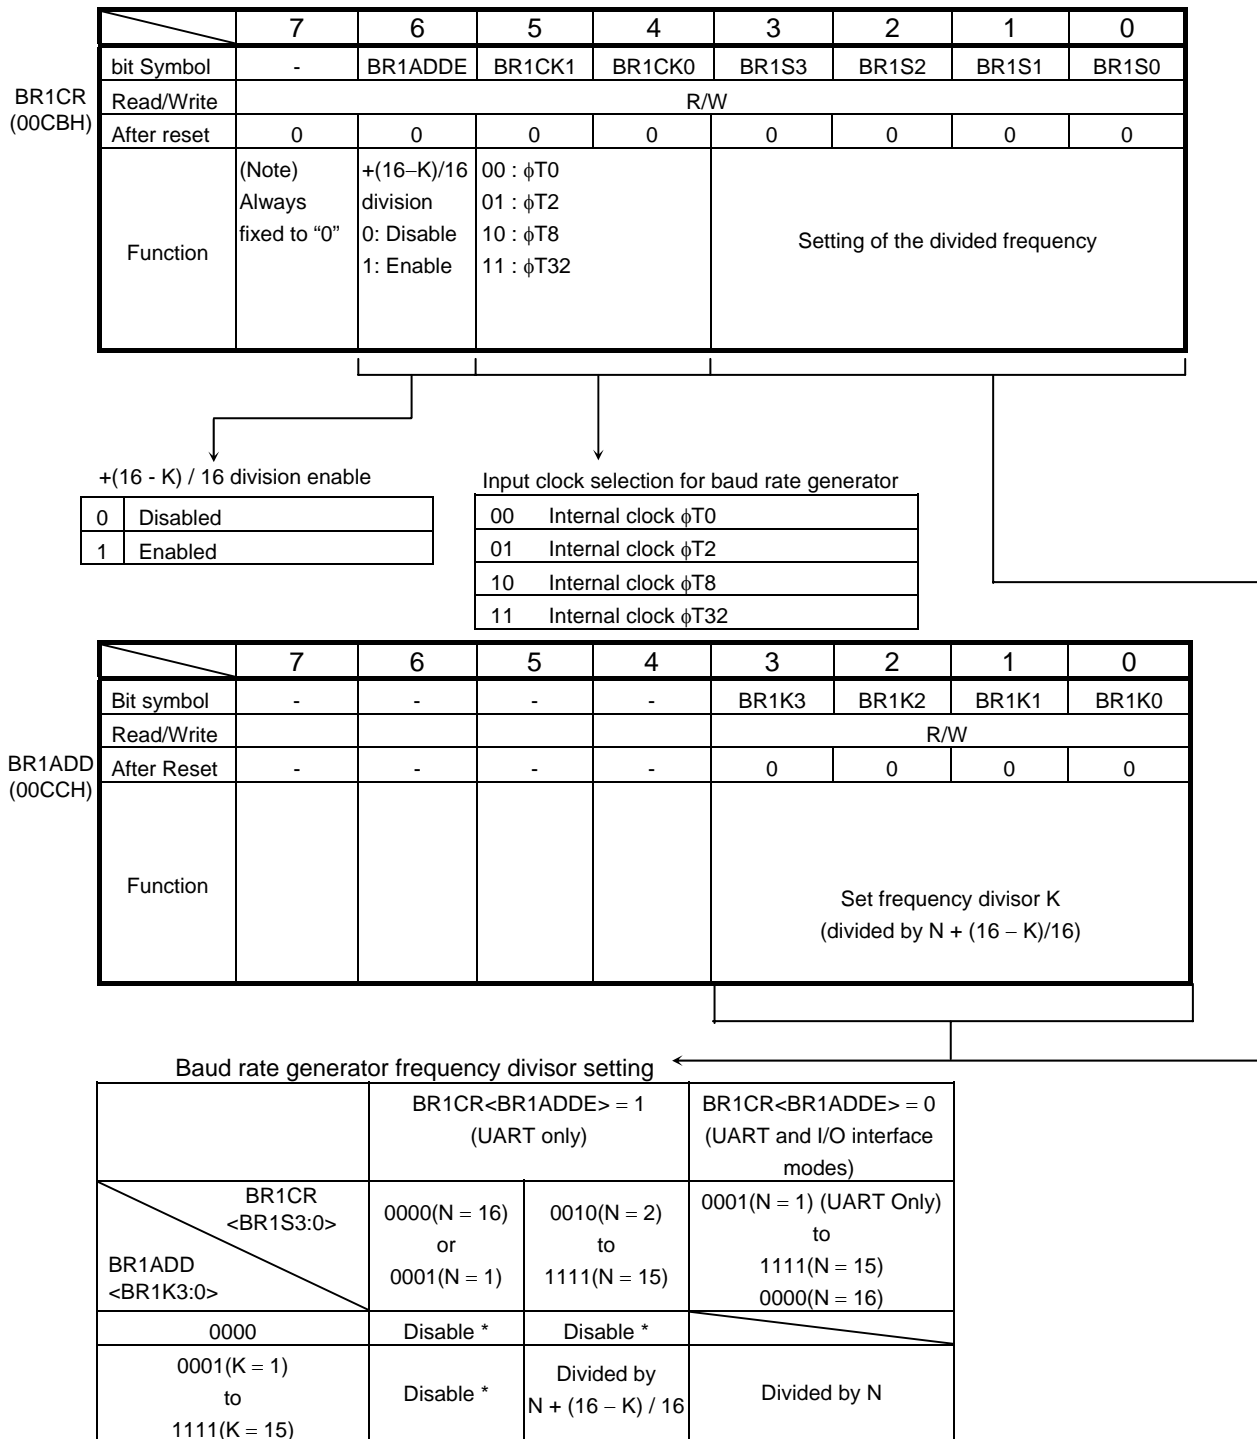 7 6 5 4 3 2 1 0
bit Symbol - BR1ADDE BR1CK1 BR1CK0 BR1S3 BR1S2 BR1S1 BR1S0
BR1CR
(00CBH)
Read/Write R/W
After reset 0 0 0 0 0 0 0 0
Function
(Note)
Always
fixed to “0”
+(16−K)/16
division
0: Disable
1: Enable
00 : ϕT0
01 : ϕT2
10 : ϕT8
11 : ϕT32
Setting of the divided frequency
+(16 - K) / 16 division enable
0 Disabled
1 Enabled
Input clock selection for baud rate generator
00 Internal clock ϕT0
01 Internal clock ϕT2
10 Internal clock ϕT8
11 Internal clock ϕT32
7 6 5 4 3 2 1 0
Bit symbol - - - - BR1K3 BR1K2 BR1K1 BR1K0
Read/Write R/W
BR1ADD
(00CCH)
After Reset - - - - 0 0 0 0
Function
Set frequency divisor K
(divided by N + (16 − K)/16)
Baud rate generator frequency divisor setting
BR1CR<BR1ADDE> = 1
(UART only)
BR1CR<BR1ADDE> = 0
(UART and I/O interface
modes)
BR1CR
<BR1S3:0>
BR1ADD
<BR1K3:0>
0000(N = 16)
or
0001(N = 1)
0010(N = 2)
to
1111(N = 15)
0001(N = 1) (UART Only)
to
1111(N = 15)
0000(N = 16)
0000 Disable * Disable *
0001(K = 1)
to
1111(K = 15)
Disable *
Divided by
N + (16 − K) / 16
Divided by N